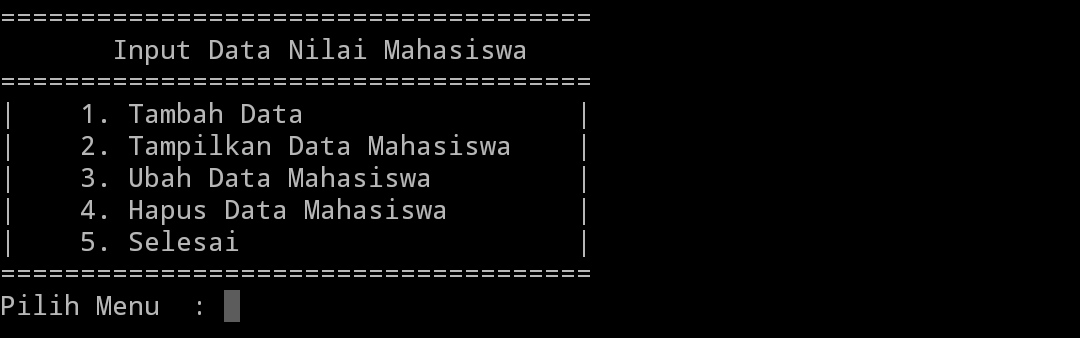 =====================================
       Input Data Nilai Mahasiswa
=====================================
|    1. Tambah Data                 |
|    2. Tampilkan Data Mahasiswa    |
|    3. Ubah Data Mahasiswa         |
|    4. Hapus Data Mahasiswa        |
|    5. Selesai                     |
=====================================
Pilih Menu  :